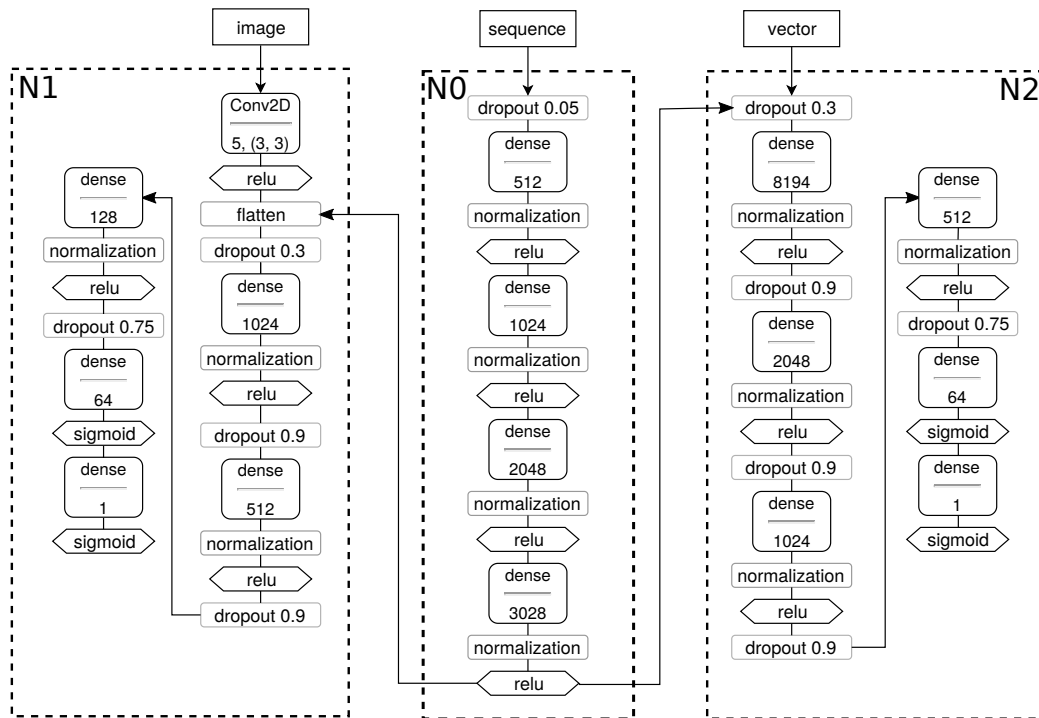 image
sequence
vector
N1
Conv2D
5, (3, 3)
relu
flatten
dropout 0.3
dense
1024
normalization
relu
dropout 0.9
dense
512
normalization
relu
dropout 0.9
dense
128
normalization
relu
dropout 0.75
dense
64
sigmoid
dense
1
sigmoid
N0
dropout 0.05
dense
512
normalization
relu
dense
1024
normalization
relu
dense
2048
normalization
relu
dense
3028
normalization
relu
N2
dropout 0.3
dense
8194
normalization
relu
dropout 0.9
dense
2048
normalization
relu
dropout 0.9
dense
1024
normalization
relu
dropout 0.9
dense
512
normalization
relu
dropout 0.75
dense
64
sigmoid
dense
1
sigmoid